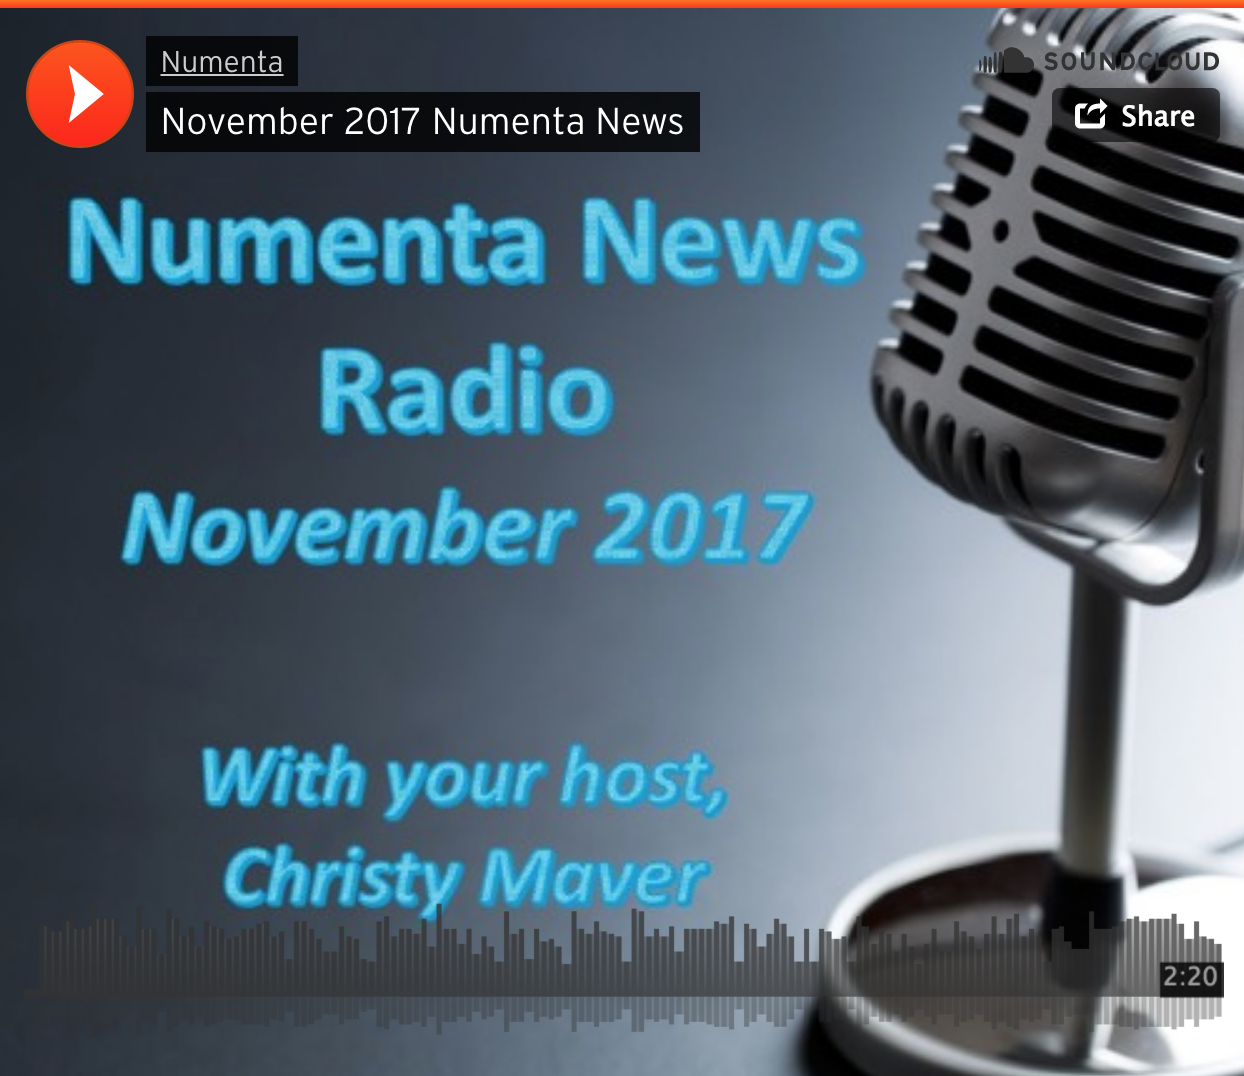 Numenta
SOUNDCLOUD
November 2017 Numenta News
Share
Numenta News
Radio
November 2017
With your host,
Christy Maver
2:20